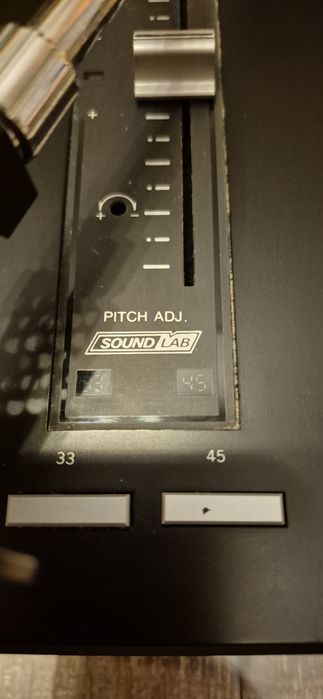 +
+ -
PITCH ADJ.
SOUND LAB
33 45
33 45